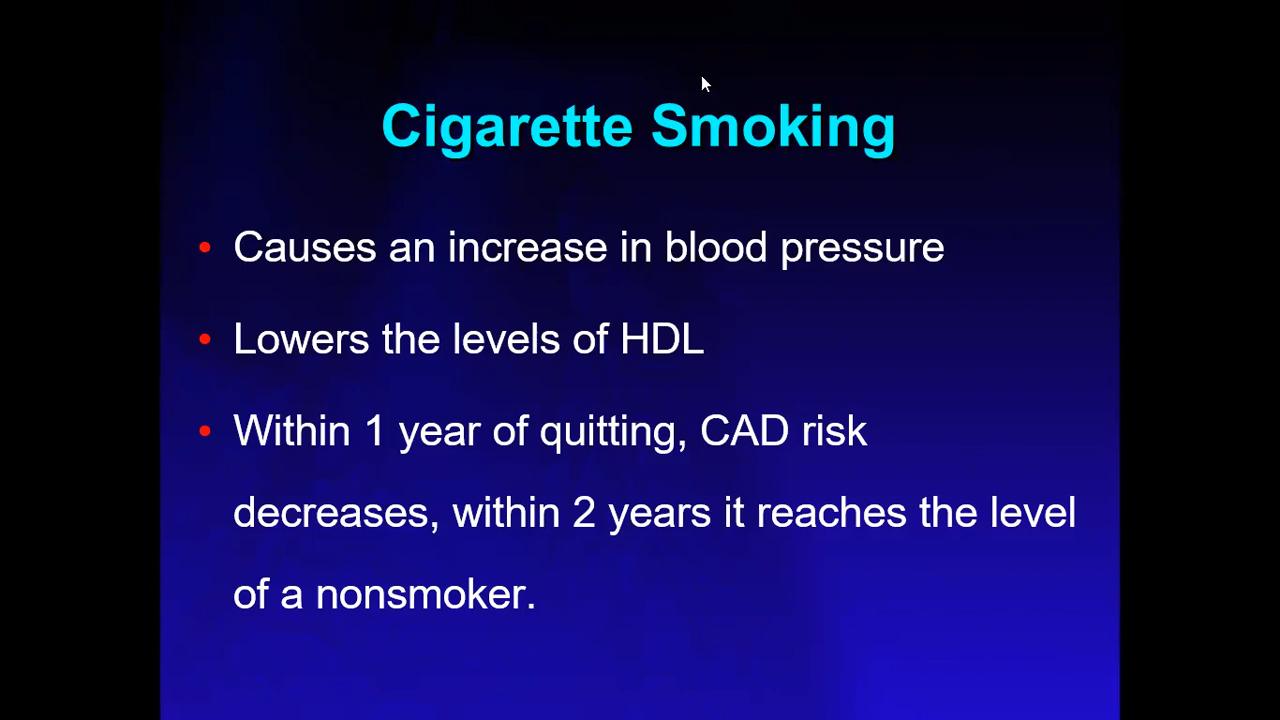 Cigarette Smoking
• Causes an increase in blood pressure
• Lowers the levels of HDL
• Within 1 year of quitting, CAD risk
decreases, within 2 years it reaches the level
of a nonsmoker.